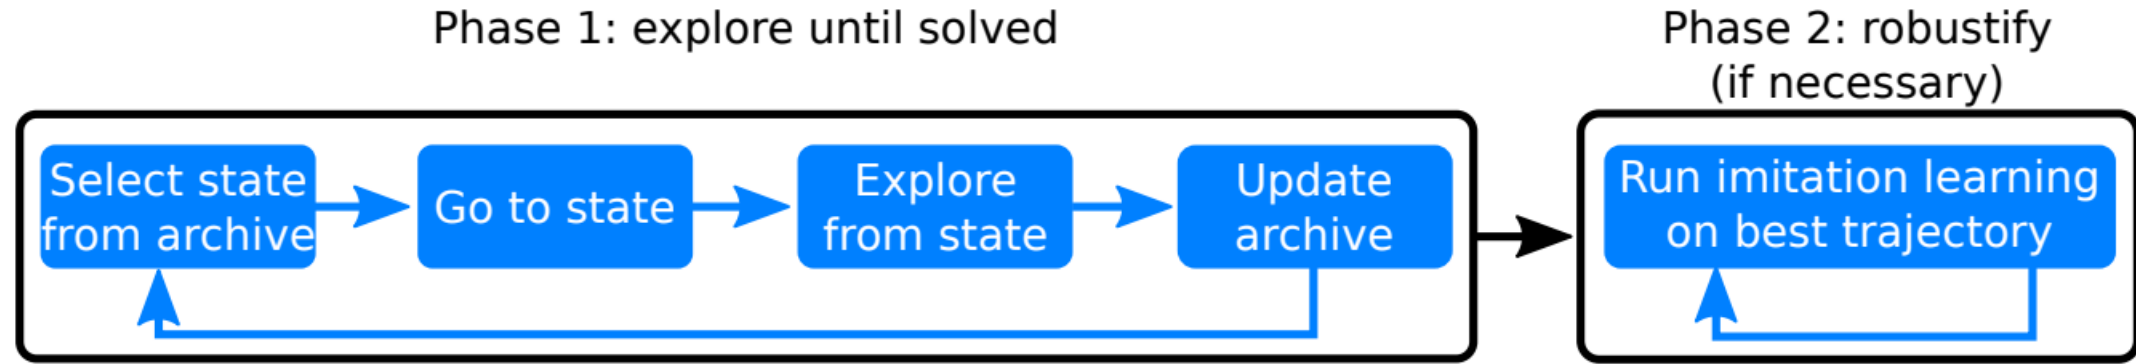 Phase 1: explore until solved
Phase 2: robustify
(if necessary)
Select state
from archive
Go to state
Explore
from state
Update
archive
Run imitation learning
on best trajectory